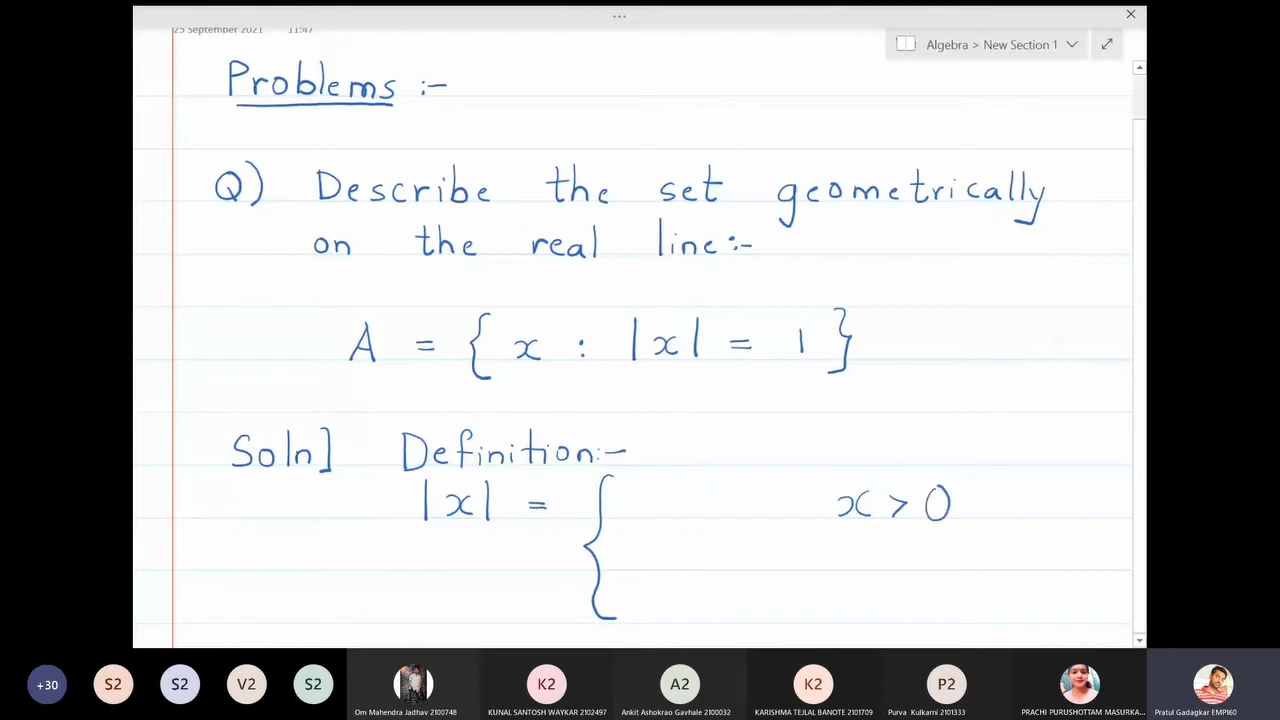 25 September 2021 11:47
Algebra > New Section 1
Problems :-
Q) Describe the set geometrically
on the real line:-
A = { x : |x| = 1 }
Soln] Definition:-
|x| = { x > 0
+30 S2 S2 V2 S2 K2 A2 K2 P2
Om Mahendra Jadhav 2100748 KUNAL SANTOSH WAYKAR 2102497 Ankit Ashokrao Gavhale 2100032 KARISHMA TEJLAL BANOTE 2101709 Purva Kulkarni 2101333 PRACHI PURUSHOTTAM MASURKA... Pratul Gadagkar EMP160